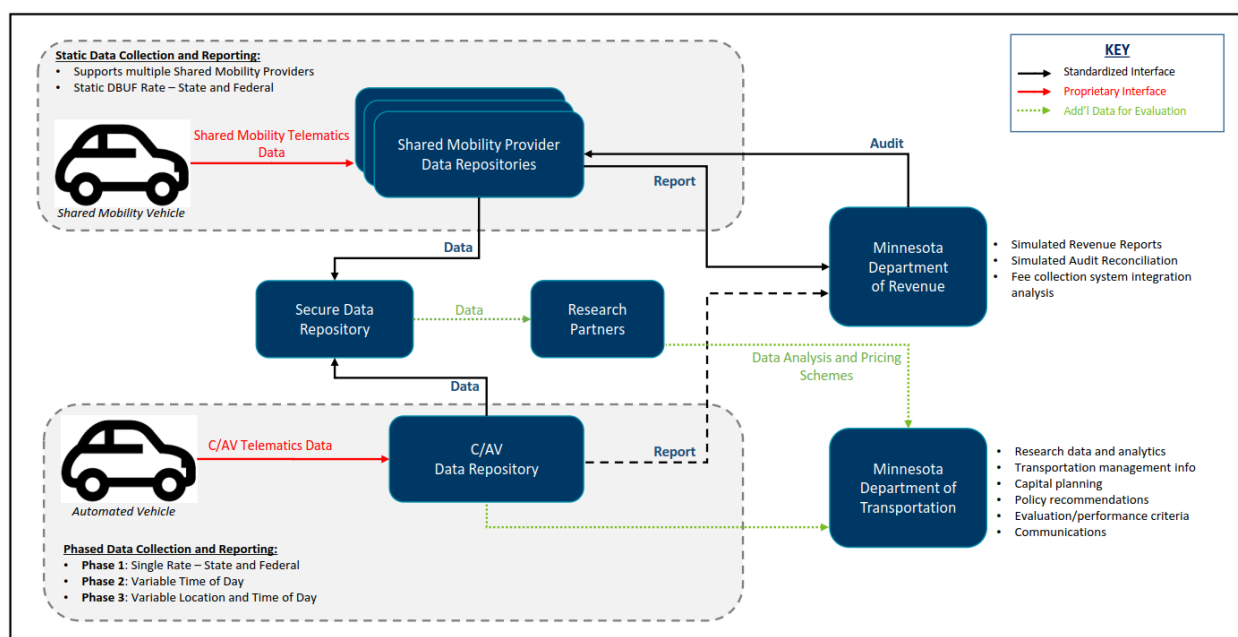 Static Data Collection and Reporting:
• Supports multiple Shared Mobility Providers
• Static DBUF Rate – State and Federal
Shared Mobility Telematics
Data
Shared Mobility Vehicle
Shared Mobility Provider
Data Repositories
KEY
Standardized Interface
Proprietary Interface
Add'l Data for Evaluation
Audit
Report
Data
Minnesota
Department
of Revenue
• Simulated Revenue Reports
• Simulated Audit Reconciliation
• Fee collection system integration
analysis
Secure Data
Repository
Data
Research
Partners
Data Analysis and Pricing
Schemes
Data
C/AV Telematics Data
Automated Vehicle
C/AV
Data Repository
Report
Minnesota
Department of
Transportation
• Research data and analytics
• Transportation management info
• Capital planning
• Policy recommendations
• Evaluation/performance criteria
• Communications
Phased Data Collection and Reporting:
• Phase 1: Single Rate – State and Federal
• Phase 2: Variable Time of Day
• Phase 3: Variable Location and Time of Day